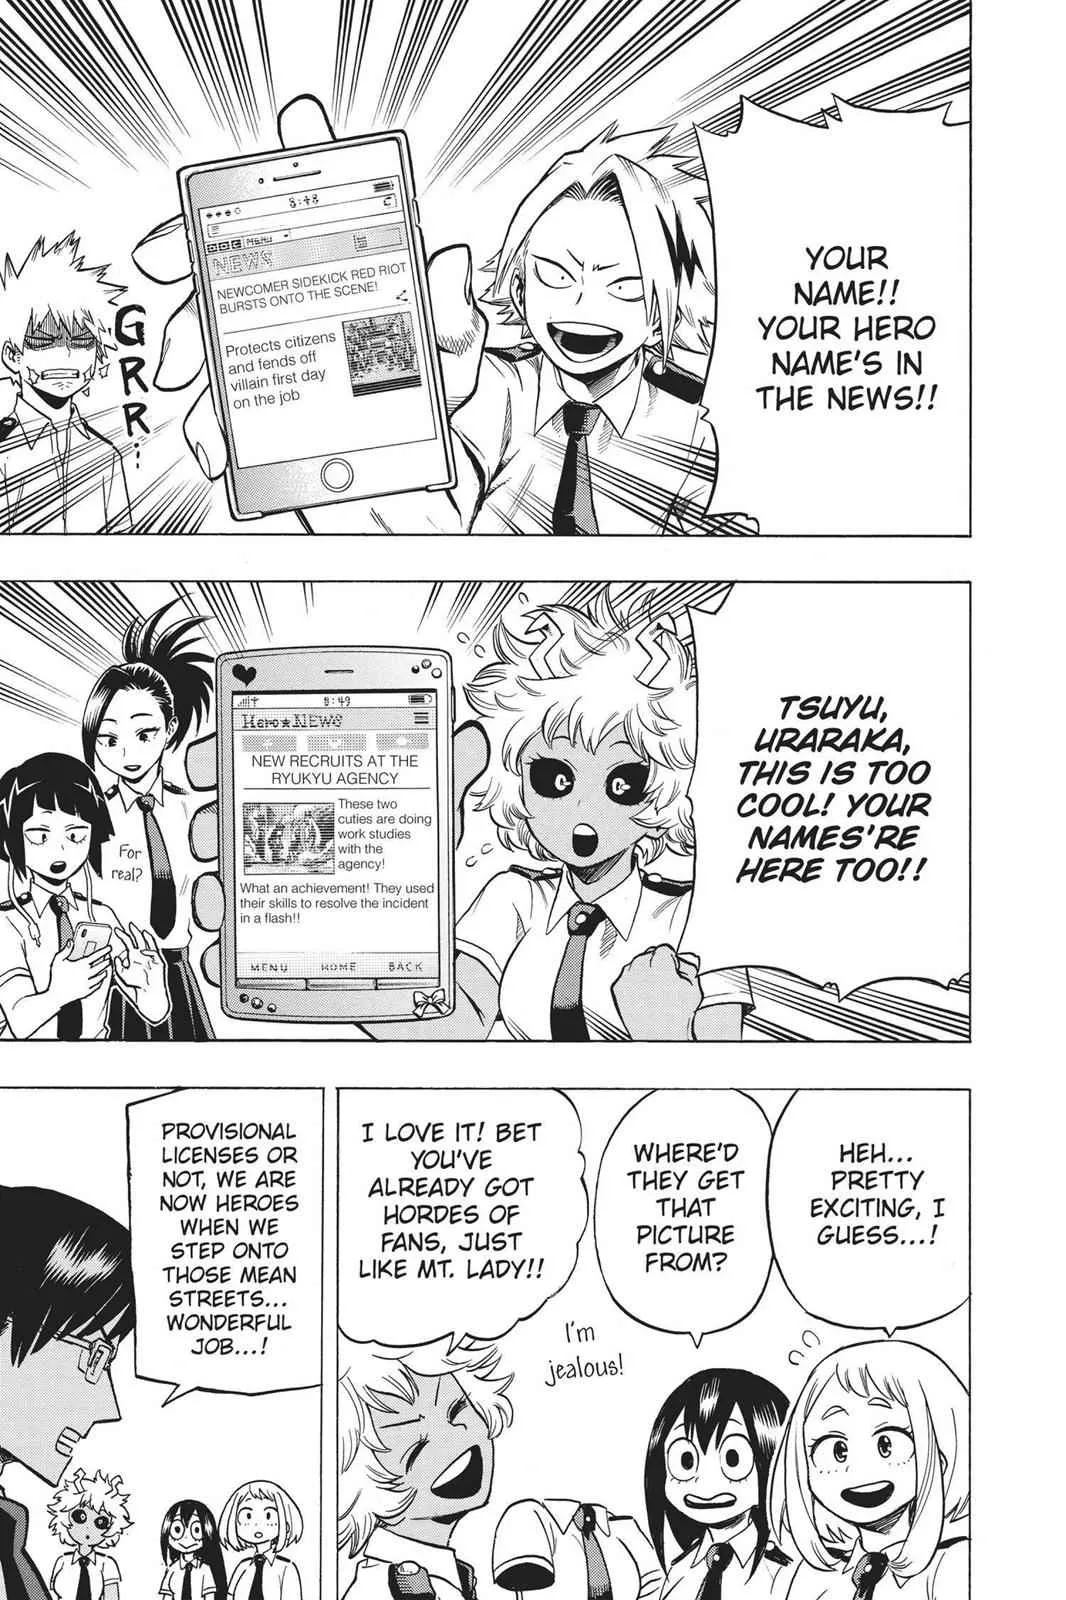 YOUR
NAME!!
YOUR HERO
NAME'S IN
THE NEWS!!
8:48
MENU
NEWS
NEWCOMER SIDEKICK RED RIOT
BURSTS ONTO THE SCENE!
Protects citizens
and fends off
villain first day
on the job
GRR...
TSUYU,
URARAKA,
THIS IS TOO
COOL! YOUR
NAMES'RE
HERE TOO!!
8:49
Hero★NEWS
NEW RECRUITS AT THE
RYUKYU AGENCY
These two
cuties are doing
work studies
with the
agency!
What an achievement! They used
their skills to resolve the incident
in a flash!!
MENU HOME BACK
For
real?
HEH...
PRETTY
EXCITING, I
GUESS...!
WHERE'D
THEY GET
THAT
PICTURE
FROM?
I LOVE IT! BET
YOU'VE
ALREADY GOT
HORDES OF
FANS, JUST
LIKE MT. LADY!!
I'm
jealous!
PROVISIONAL
LICENSES OR
NOT, WE ARE
NOW HEROES
WHEN WE
STEP ONTO
THOSE MEAN
STREETS...
WONDERFUL
JOB...!